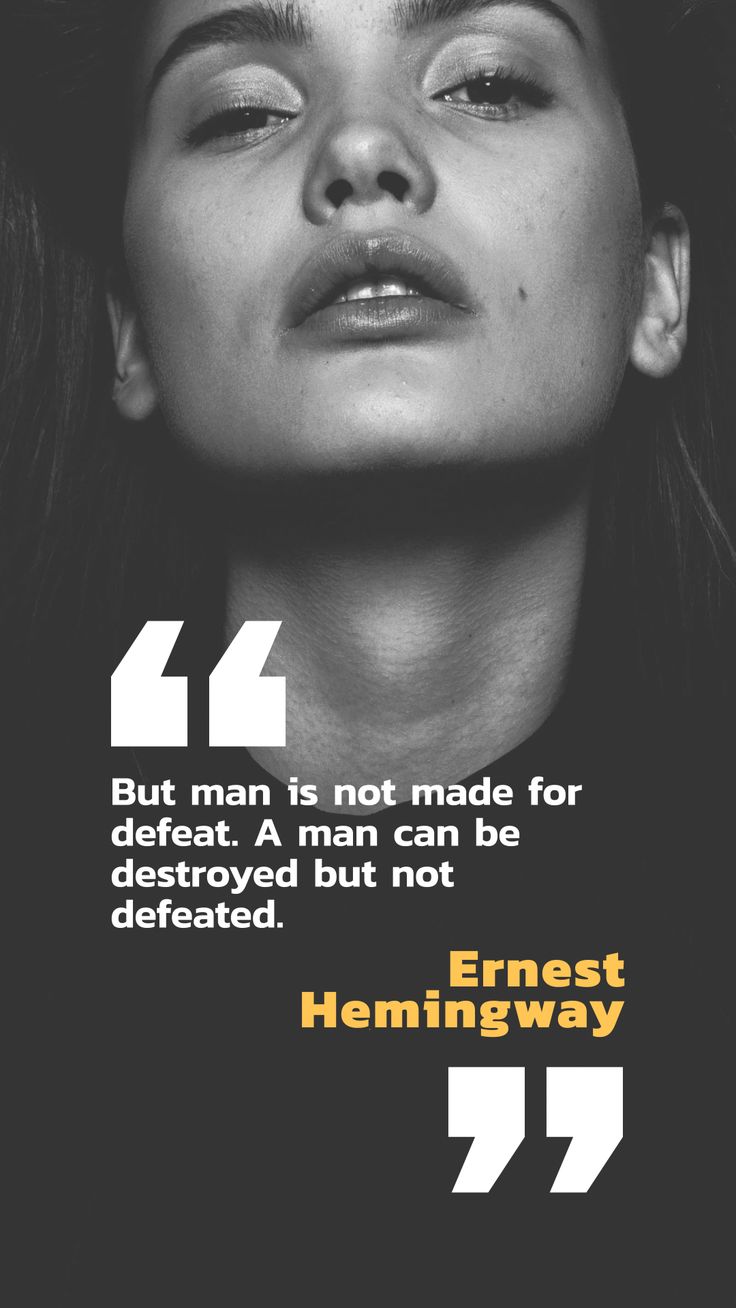 “
But man is not made for
defeat. A man can be
destroyed but not
defeated.
Ernest
Hemingway
”